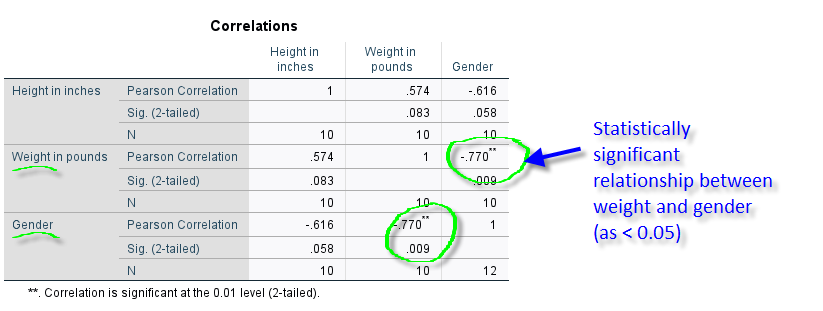 Correlations
Height in inches Weight in pounds Gender
Height in inches Pearson Correlation 1 .574 -.616
Sig. (2-tailed) .083 .058
N 10 10 10
Weight in pounds Pearson Correlation .574 1 -.770**
Sig. (2-tailed) .083 .009
N 10 10 10
Gender Pearson Correlation -.616 -.770** 1
Sig. (2-tailed) .058 .009
N 10 10 12
**. Correlation is significant at the 0.01 level (2-tailed).
Statistically
significant
relationship between
weight and gender
(as < 0.05)